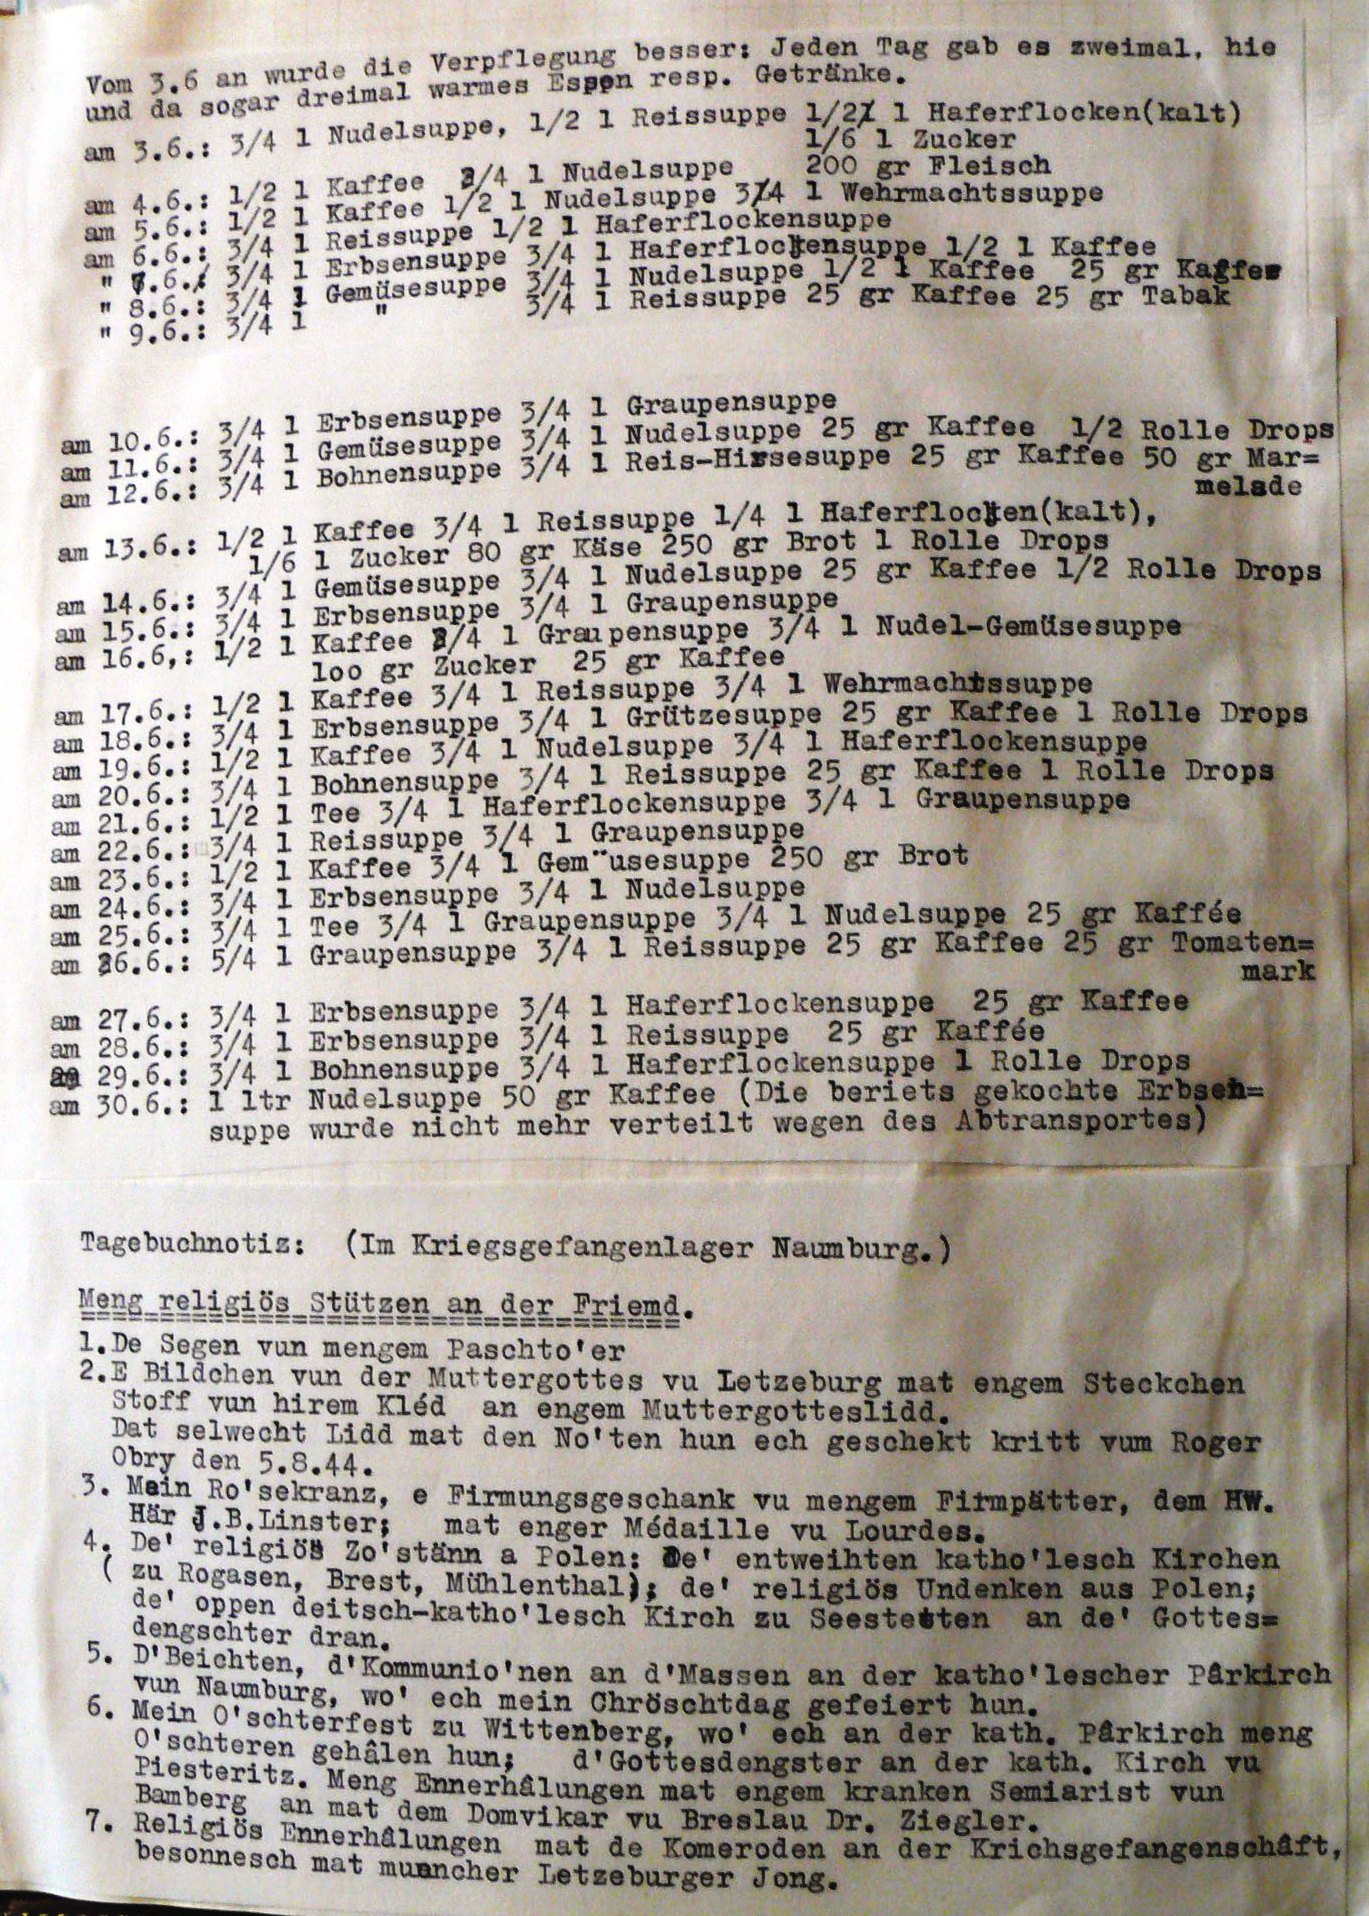 Vom 3.6 an wurde die Verpflegung besser: Jeden Tag gab es zweimal, hie
und da sogar dreimal warmes Essen resp. Getränke.
am 3.6.: 3/4 l Nudelsuppe, 1/2 l Reissuppe 1/2 l Haferflocken(kalt)
1/6 l Zucker
200 gr Fleisch
am 4.6.: 1/2 l Kaffee 3/4 l Nudelsuppe
am 5.6.: 1/2 l Kaffee 1/2 l Nudelsuppe 3/4 l Wehrmachtssuppe
am 6.6.: 3/4 l Reissuppe 1/2 l Haferflockensuppe
" 7.6.: 3/4 l Erbsensuppe 3/4 l Haferflockensuppe 1/2 l Kaffee
" 8.6.: 3/4 l Gemüsesuppe 3/4 l Nudelsuppe 1/2 l Kaffee 25 gr Kaffee
" 9.6.: 3/4 l " 3/4 l Reissuppe 25 gr Kaffee 25 gr Tabak
am 10.6.: 3/4 l Erbsensuppe 3/4 l Graupensuppe
am 11.6.: 3/4 l Gemüsesuppe 3/4 l Nudelsuppe 25 gr Kaffee 1/2 Rolle Drops
am 12.6.: 3/4 l Bohnensuppe 3/4 l Reis-Hirsesuppe 25 gr Kaffee 50 gr Mar=
melade
am 13.6.: 1/2 l Kaffee 3/4 l Reissuppe 1/4 l Haferflocken(kalt),
1/6 l Zucker 80 gr Käse 250 gr Brot 1 Rolle Drops
am 14.6.: 3/4 l Gemüsesuppe 3/4 l Nudelsuppe 25 gr Kaffee 1/2 Rolle Drops
am 15.6.: 3/4 l Erbsensuppe 3/4 l Graupensuppe
am 16.6,: 1/2 l Kaffee 3/4 l Graupensuppe 3/4 l Nudel-Gemüsesuppe
loo gr Zucker 25 gr Kaffee
am 17.6.: 1/2 l Kaffee 3/4 l Reissuppe 3/4 l Wehrmachtssuppe
am 18.6.: 3/4 l Erbsensuppe 3/4 l Grützesuppe 25 gr Kaffee 1 Rolle Drops
am 19.6.: 1/2 l Kaffee 3/4 l Nudelsuppe 3/4 l Haferflockensuppe
am 20.6.: 3/4 l Bohnensuppe 3/4 l Reissuppe 25 gr Kaffee 1 Rolle Drops
am 21.6.: 1/2 l Tee 3/4 l Haferflockensuppe 3/4 l Graupensuppe
am 22.6.: 3/4 l Reissuppe 3/4 l Graupensuppe
am 23.6.: 1/2 l Kaffee 3/4 l Gem¨usesuppe 250 gr Brot
am 24.6.: 3/4 l Erbsensuppe 3/4 l Nudelsuppe
am 25.6.: 3/4 l Tee 3/4 l Graupensuppe 3/4 l Nudelsuppe 25 gr Kaffée
am 26.6.: 5/4 l Graupensuppe 3/4 l Reissuppe 25 gr Kaffee 25 gr Tomaten=
mark
am 27.6.: 3/4 l Erbsensuppe 3/4 l Haferflockensuppe 25 gr Kaffee
am 28.6.: 3/4 l Erbsensuppe 3/4 l Reissuppe 25 gr Kaffée
am 29.6.: 3/4 l Bohnensuppe 3/4 l Haferflockensuppe 1 Rolle Drops
am 30.6.: 1 ltr Nudelsuppe 50 gr Kaffee (Die beriets gekochte Erbsen=
suppe wurde nicht mehr verteilt wegen des Abtransportes)
Tagebuchnotiz: (Im Kriegsgefangenlager Naumburg.)
Meng religiös Stützen an der Friemd.
1.De Segen vun mengem Paschto'er
2.E Bildchen vun der Muttergottes vu Letzeburg mat engem Steckchen
Stoff vun hirem Kléd an engem Muttergotteslidd.
Dat selwecht Lidd mat den No'ten hun ech geschekt kritt vum Roger
Obry den 5.8.44.
3. Mein Ro'sekranz, e Firmungsgeschank vu mengem Firmpätter, dem HW.
Här J.B.Linster; mat enger Médaille vu Lourdes.
4. De' religiös Zo'stänn a Polen: De' entweihten katho'lesch Kirchen
( zu Rogasen, Brest, Mühlenthal); de' religiös Undenken aus Polen;
de' oppen deitsch-katho'lesch Kirch zu Seestetten an de' Gottes=
dengschter dran.
5. D'Beichten, d'Kommunio'nen an d'Massen an der katho'lescher Pârkirch
vun Naumburg, wo' ech mein Chröschtdag gefeiert hun.
6. Mein O'schterfest zu Wittenberg, wo' ech an der kath. Pârkirch meng
O'schteren gehâlen hun; d'Gottesdengster an der kath. Kirch vu
Piesteritz. Meng Ennerhâlungen mat engem kranken Semiarist vun
Bamberg an mat dem Domvikar vu Breslau Dr. Ziegler.
7. Religiös Ennerhâlungen mat de Komeroden an der Krichsgefangenschâft,
besonnesch mat muancher Letzeburger Jong.